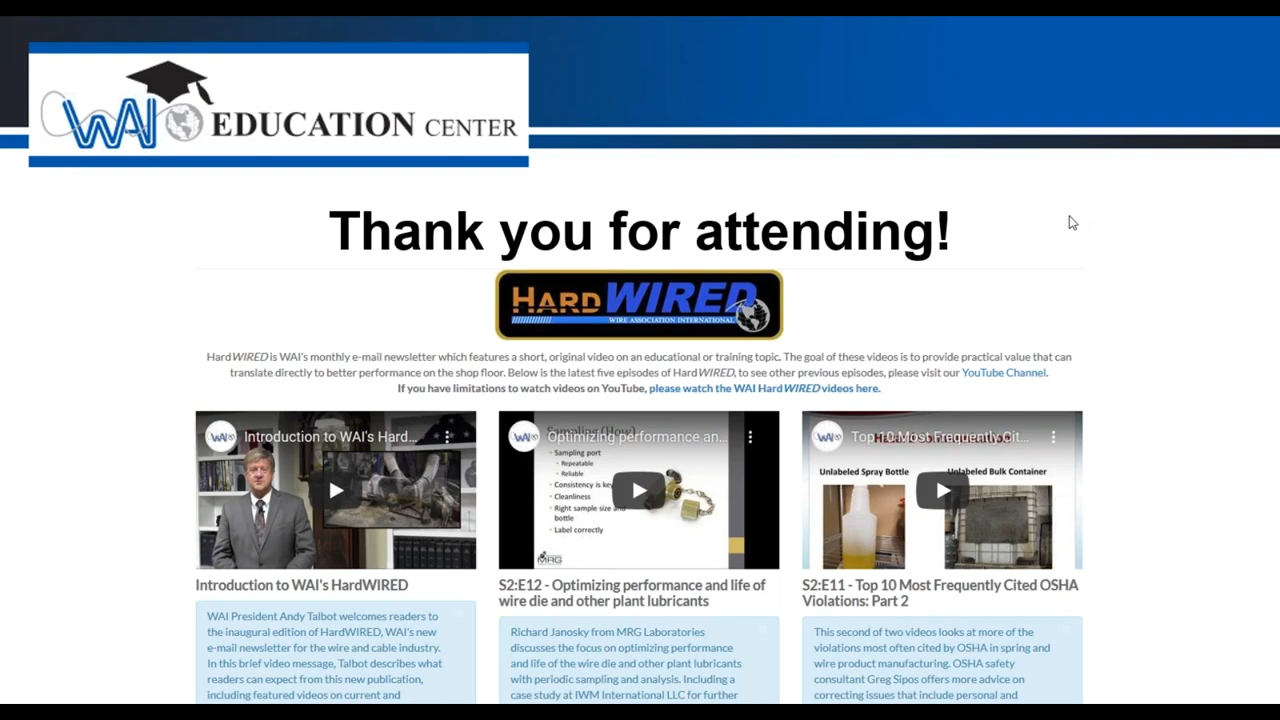 WAI EDUCATION CENTER
Thank you for attending!
HARDWIRED
WIRE ASSOCIATION INTERNATIONAL
HardWIRED is WAI's monthly e-mail newsletter which features a short, original video on an educational or training topic. The goal of these videos is to provide practical value that can
translate directly to better performance on the shop floor. Below is the latest five episodes of HardWIRED, to see other previous episodes, please visit our YouTube Channel.
If you have limitations to watch videos on YouTube, please watch the WAI HardWIRED videos here.
WAI
Introduction to WAI's Hard...
Introduction to WAI's HardWIRED
WAI President Andy Talbot welcomes readers to
the inaugural edition of HardWIRED, WAI's new
e-mail newsletter for the wire and cable industry.
In this brief video message, Talbot describes what
readers can expect from this new publication,
including featured videos on current and
Sampling (How)
WAI
Optimizing performance an...
• Sampling port
• Repeatable
• Reliable
• Consistency is key
• Cleanliness
• Right sample size and
bottle
• Label correctly
MRG
S2:E12 - Optimizing performance and life of
wire die and other plant lubricants
Richard Janosky from MRG Laboratories
discusses the focus on optimizing performance
and life of the wire die and other plant lubricants
with periodic sampling and analysis. Including a
case study at IWM International LLC for further
WAI
Top 10 Most Frequently Cit...
Unlabeled Spray Bottle
Unlabeled Bulk Container
S2:E11 - Top 10 Most Frequently Cited OSHA
Violations: Part 2
This second of two videos looks at more of the
violations most often cited by OSHA in spring and
wire product manufacturing. OSHA safety
consultant Greg Sipos offers more advice on
correcting issues that include personal and